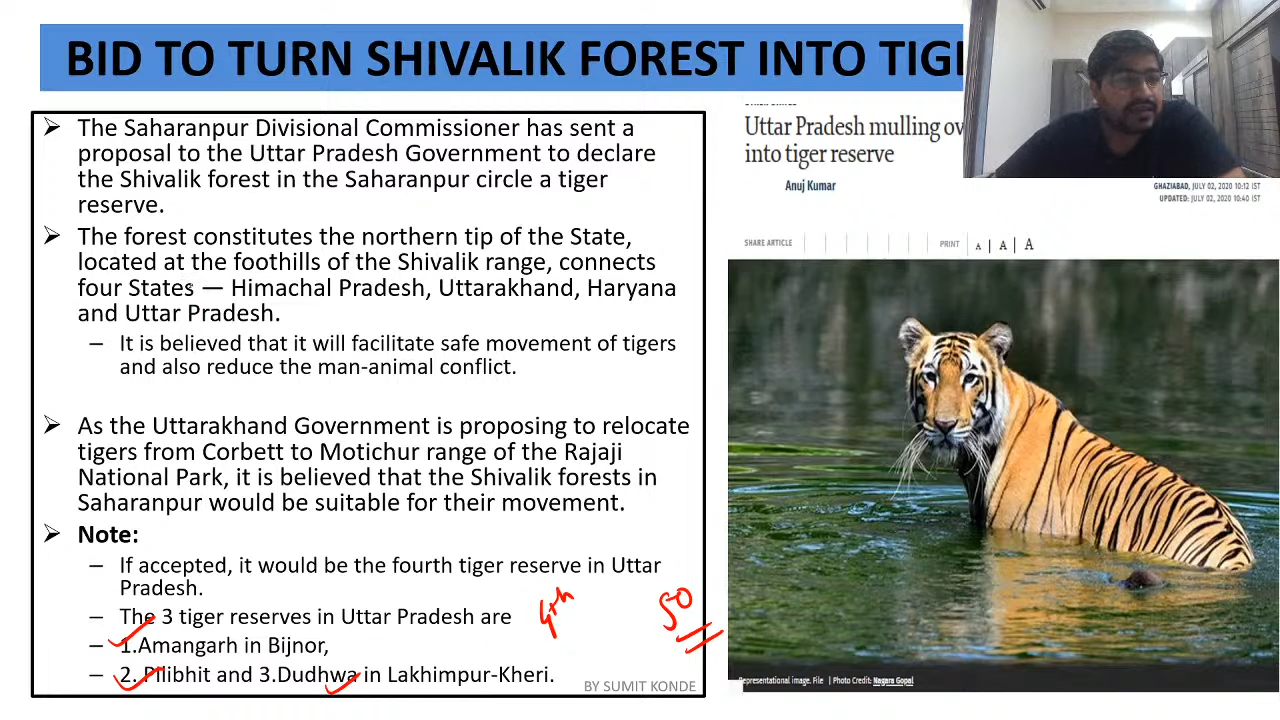 BID TO TURN SHIVALIK FOREST INTO
The Saharanpur Divisional Commissioner has sent a
proposal to the Uttar Pradesh Government to declare
the Shivalik forest in the Saharanpur circle a tiger
reserve.
The forest constitutes the northern tip of the State,
located at the foothills of the Shivalik range, connects
four States — Himachal Pradesh, Uttarakhand, Haryana
and Uttar Pradesh.
– It is believed that it will facilitate safe movement of tigers
and also reduce the man-animal conflict.
As the Uttarakhand Government is proposing to relocate
tigers from Corbett to Motichur range of the Rajaji
National Park, it is believed that the Shivalik forests in
Saharanpur would be suitable for their movement.
Note:
– If accepted, it would be the fourth tiger reserve in Uttar
Pradesh.
– The 3 tiger reserves in Uttar Pradesh are
– 1.Amangarh in Bijnor,
– 2. Pilibhit and 3.Dudhwa in Lakhimpur-Kheri.
4th
50
BY SUMIT KONDE
Uttar Pradesh mulling
into tiger reserve
Anuj Kumar
GHAZIABAD, JULY 02, 2020 10:12 IST
UPDATED: JULY 02, 2020 10:40 IST
SHARE ARTICLE
PRINT A | A | A
Representational image. File | Photo Credit: Nagara Gopal